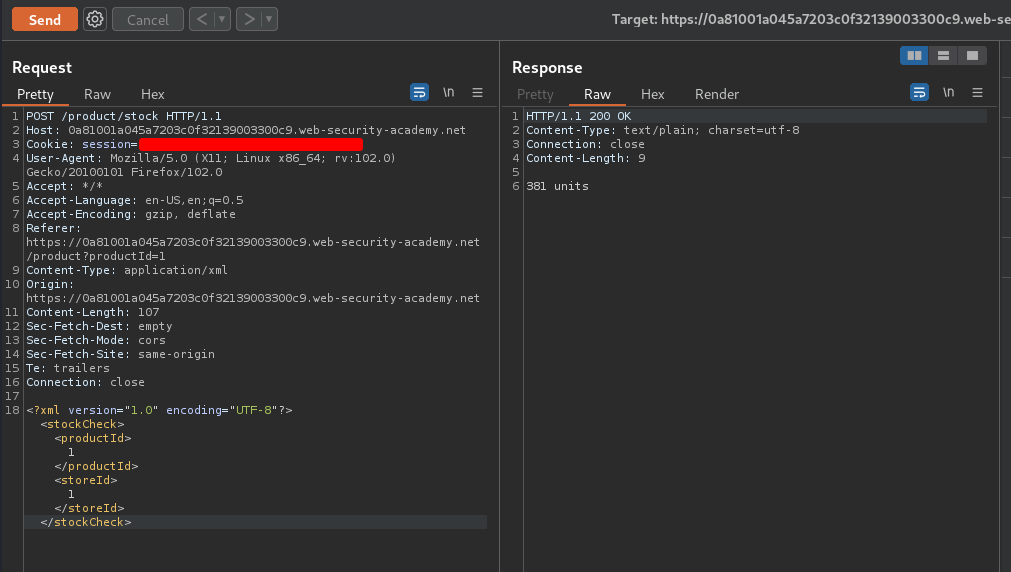 Send
Cancel
<
>
Target: https://0a81001a045a7203c0f32139003300c9.web-se
Request
Pretty
Raw
Hex
\n
1 POST /product/stock HTTP/1.1
2 Host: 0a81001a045a7203c0f32139003300c9.web-security-academy.net
3 Cookie: session=
4 User-Agent: Mozilla/5.0 (X11; Linux x86_64; rv:102.0)
Gecko/20100101 Firefox/102.0
5 Accept: */*
6 Accept-Language: en-US,en;q=0.5
7 Accept-Encoding: gzip, deflate
8 Referer:
https://0a81001a045a7203c0f32139003300c9.web-security-academy.net
/product?productId=1
9 Content-Type: application/xml
10 Origin:
https://0a81001a045a7203c0f32139003300c9.web-security-academy.net
11 Content-Length: 107
12 Sec-Fetch-Dest: empty
13 Sec-Fetch-Mode: cors
14 Sec-Fetch-Site: same-origin
15 Te: trailers
16 Connection: close
17
18 <?xml version="1.0" encoding="UTF-8"?>
<stockCheck>
<productId>
1
</productId>
<storeId>
1
</storeId>
</stockCheck>
Response
Pretty
Raw
Hex
Render
\n
1 HTTP/1.1 200 OK
2 Content-Type: text/plain; charset=utf-8
3 Connection: close
4 Content-Length: 9
5
6 381 units